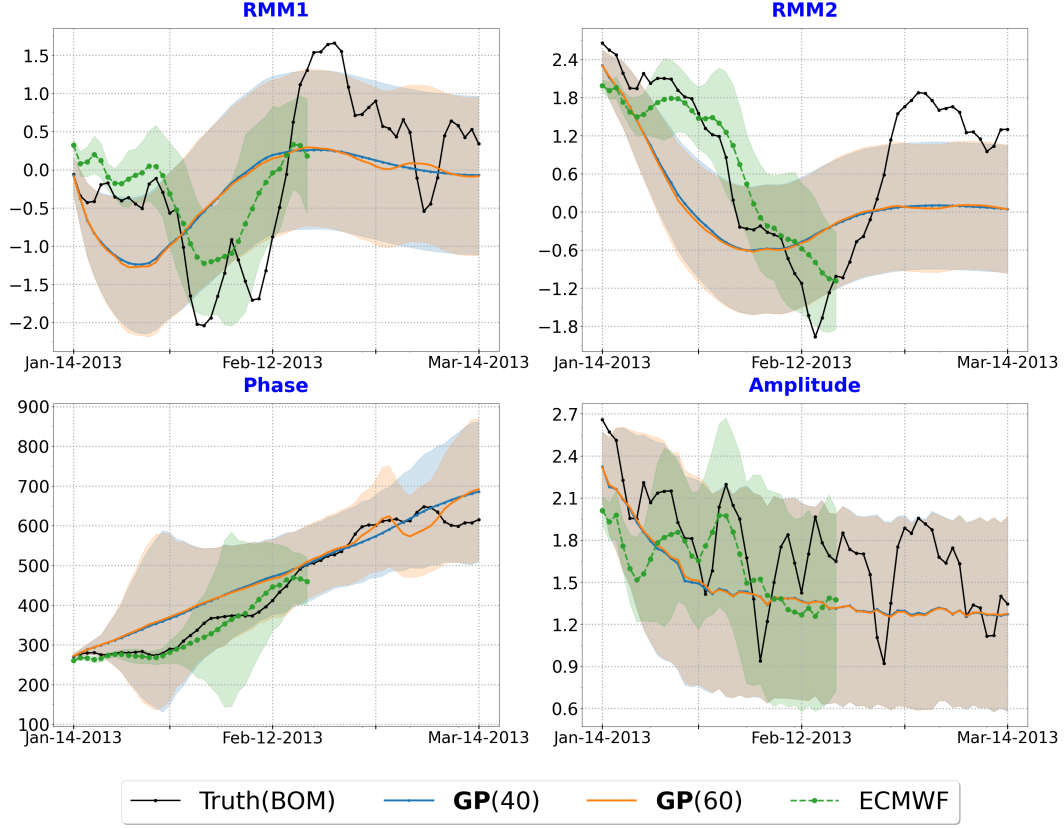 RMM1
RMM2
1.5
1.0
0.5
0.0
−0.5
−1.0
−1.5
−2.0
Jan-14-2013
Feb-12-2013
Mar-14-2013
2.4
1.8
1.2
0.6
0.0
−0.6
−1.2
−1.8
Jan-14-2013
Feb-12-2013
Mar-14-2013
Phase
Amplitude
900
800
700
600
500
400
300
200
100
Jan-14-2013
Feb-12-2013
Mar-14-2013
2.7
2.4
2.1
1.8
1.5
1.2
0.9
0.6
Jan-14-2013
Feb-12-2013
Mar-14-2013
Truth(BOM) GP(40) GP(60) ECMWF